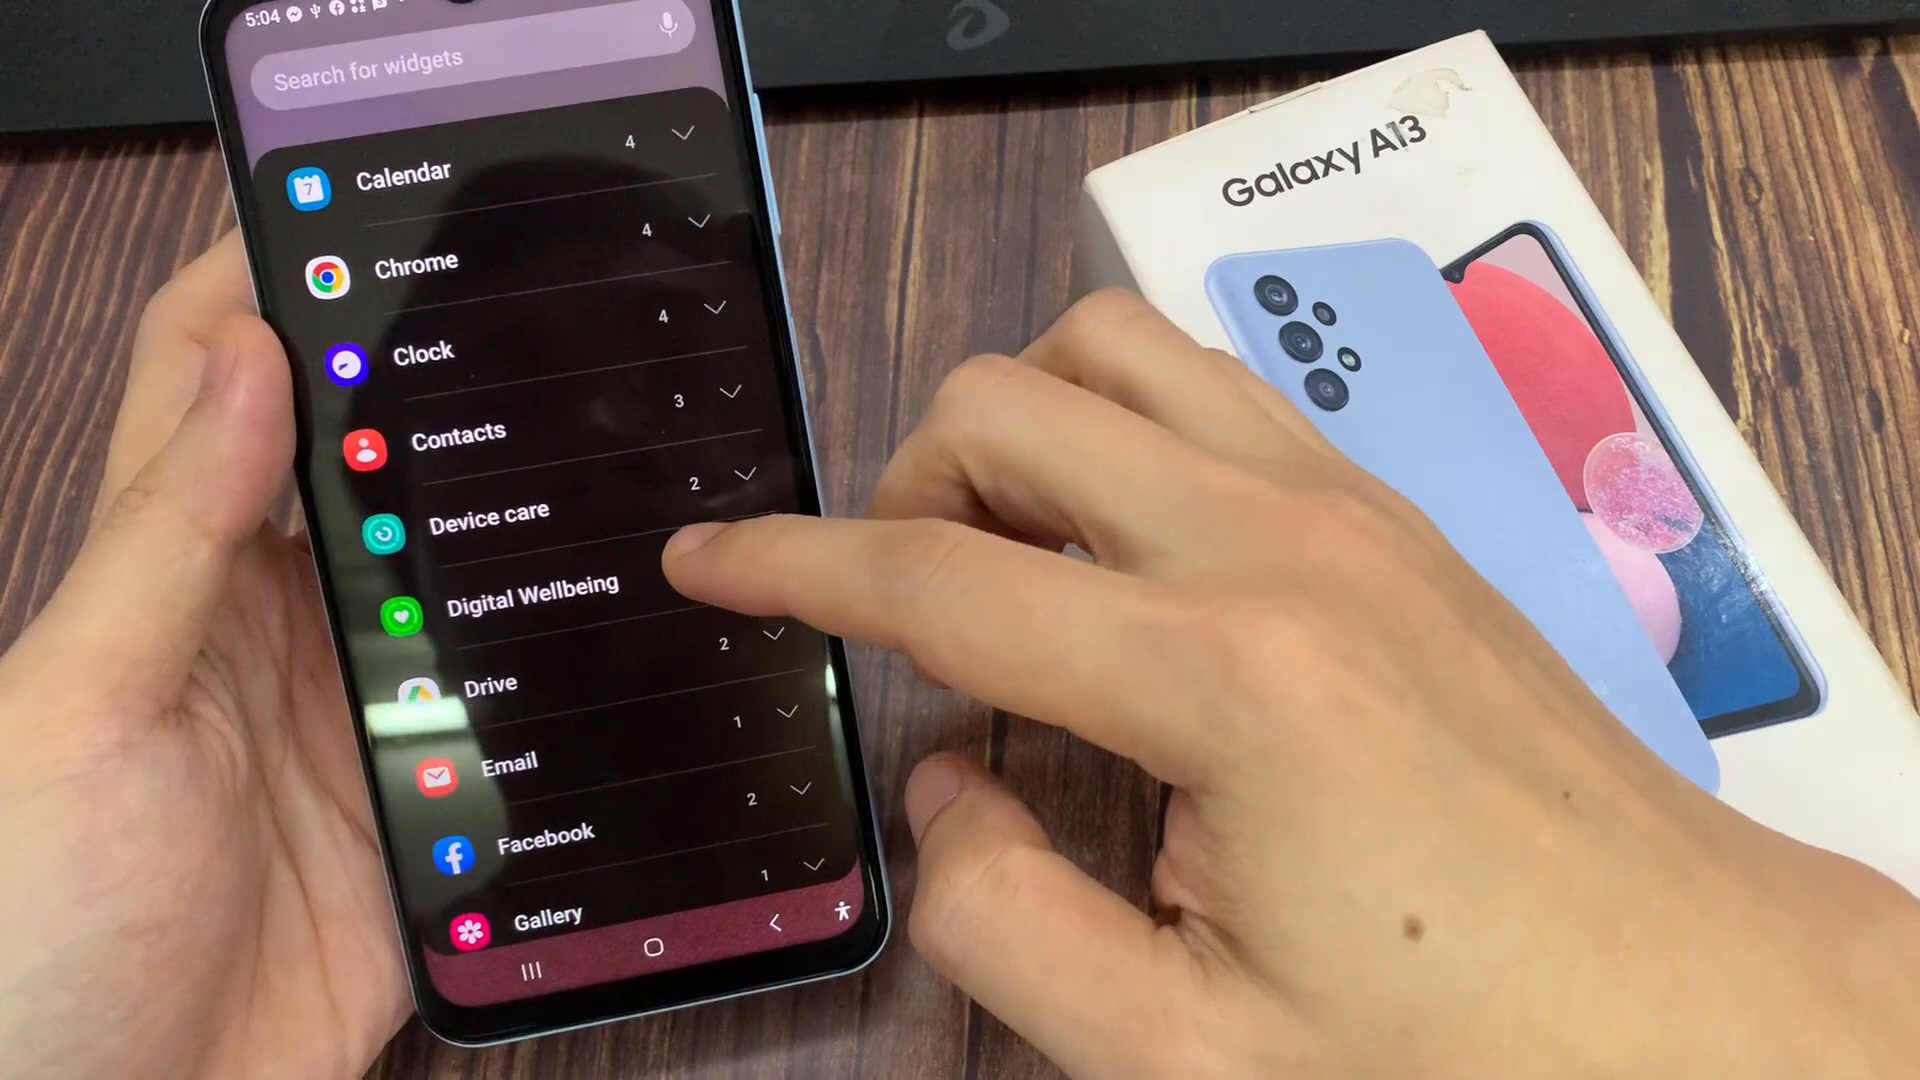 5:04
Search for widgets
7
Calendar 4
Chrome 4
Clock 4
Contacts 3
Device care 2
Digital Wellbeing
Drive 2
Email 1
Facebook 2
Gallery 1
Galaxy A13